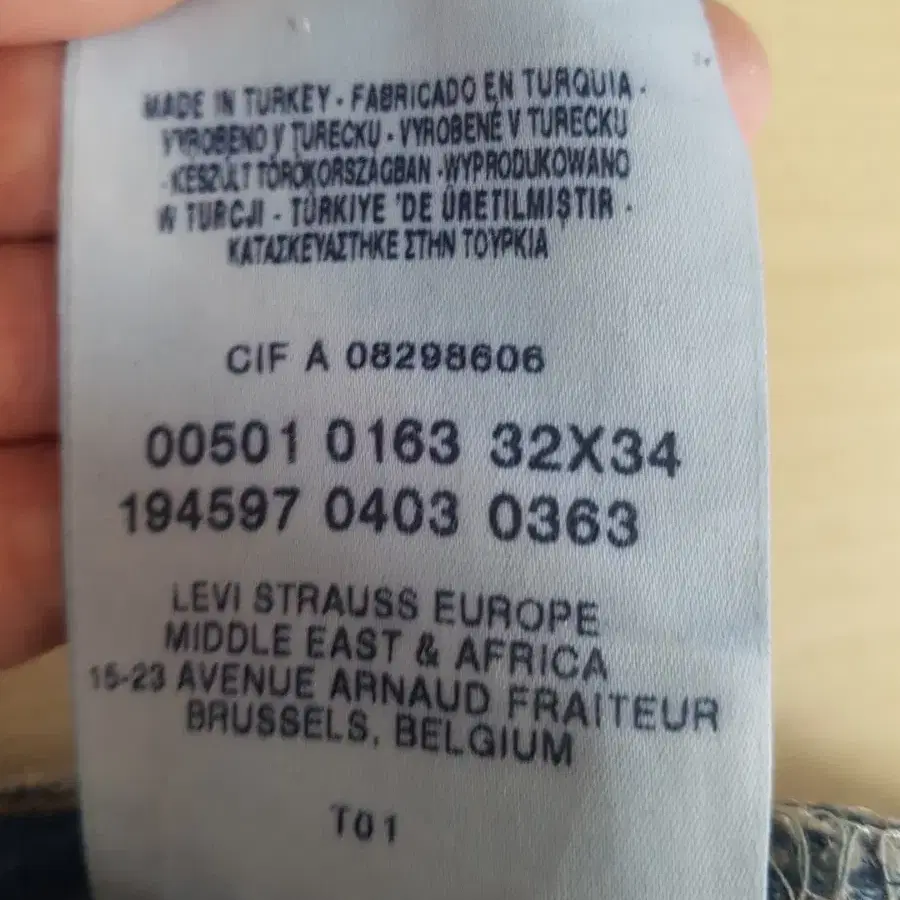 MADE IN TURKEY - FABRICADO EN TURQUIA -
VYROBENO V TURECKU - VYROBENÉ V TURECKU
-KÉSZÜLT TÖRÖKORSZÁGBAN -WYPRODUKOWANO
W TURCJI - TÜRKIYE 'DE ÜRETILMIŞTIR -
ΚΑΤΑΣΚΕΥΑΣΤΗΚΕ ΣΤΗΝ ΤΟΥΡΚΙΑ
CIF A 08298606
00501 0163 32X34
194597 0403 0363
LEVI STRAUSS EUROPE
MIDDLE EAST & AFRICA
15-23 AVENUE ARNAUD FRAITEUR
BRUSSELS, BELGIUM
T01